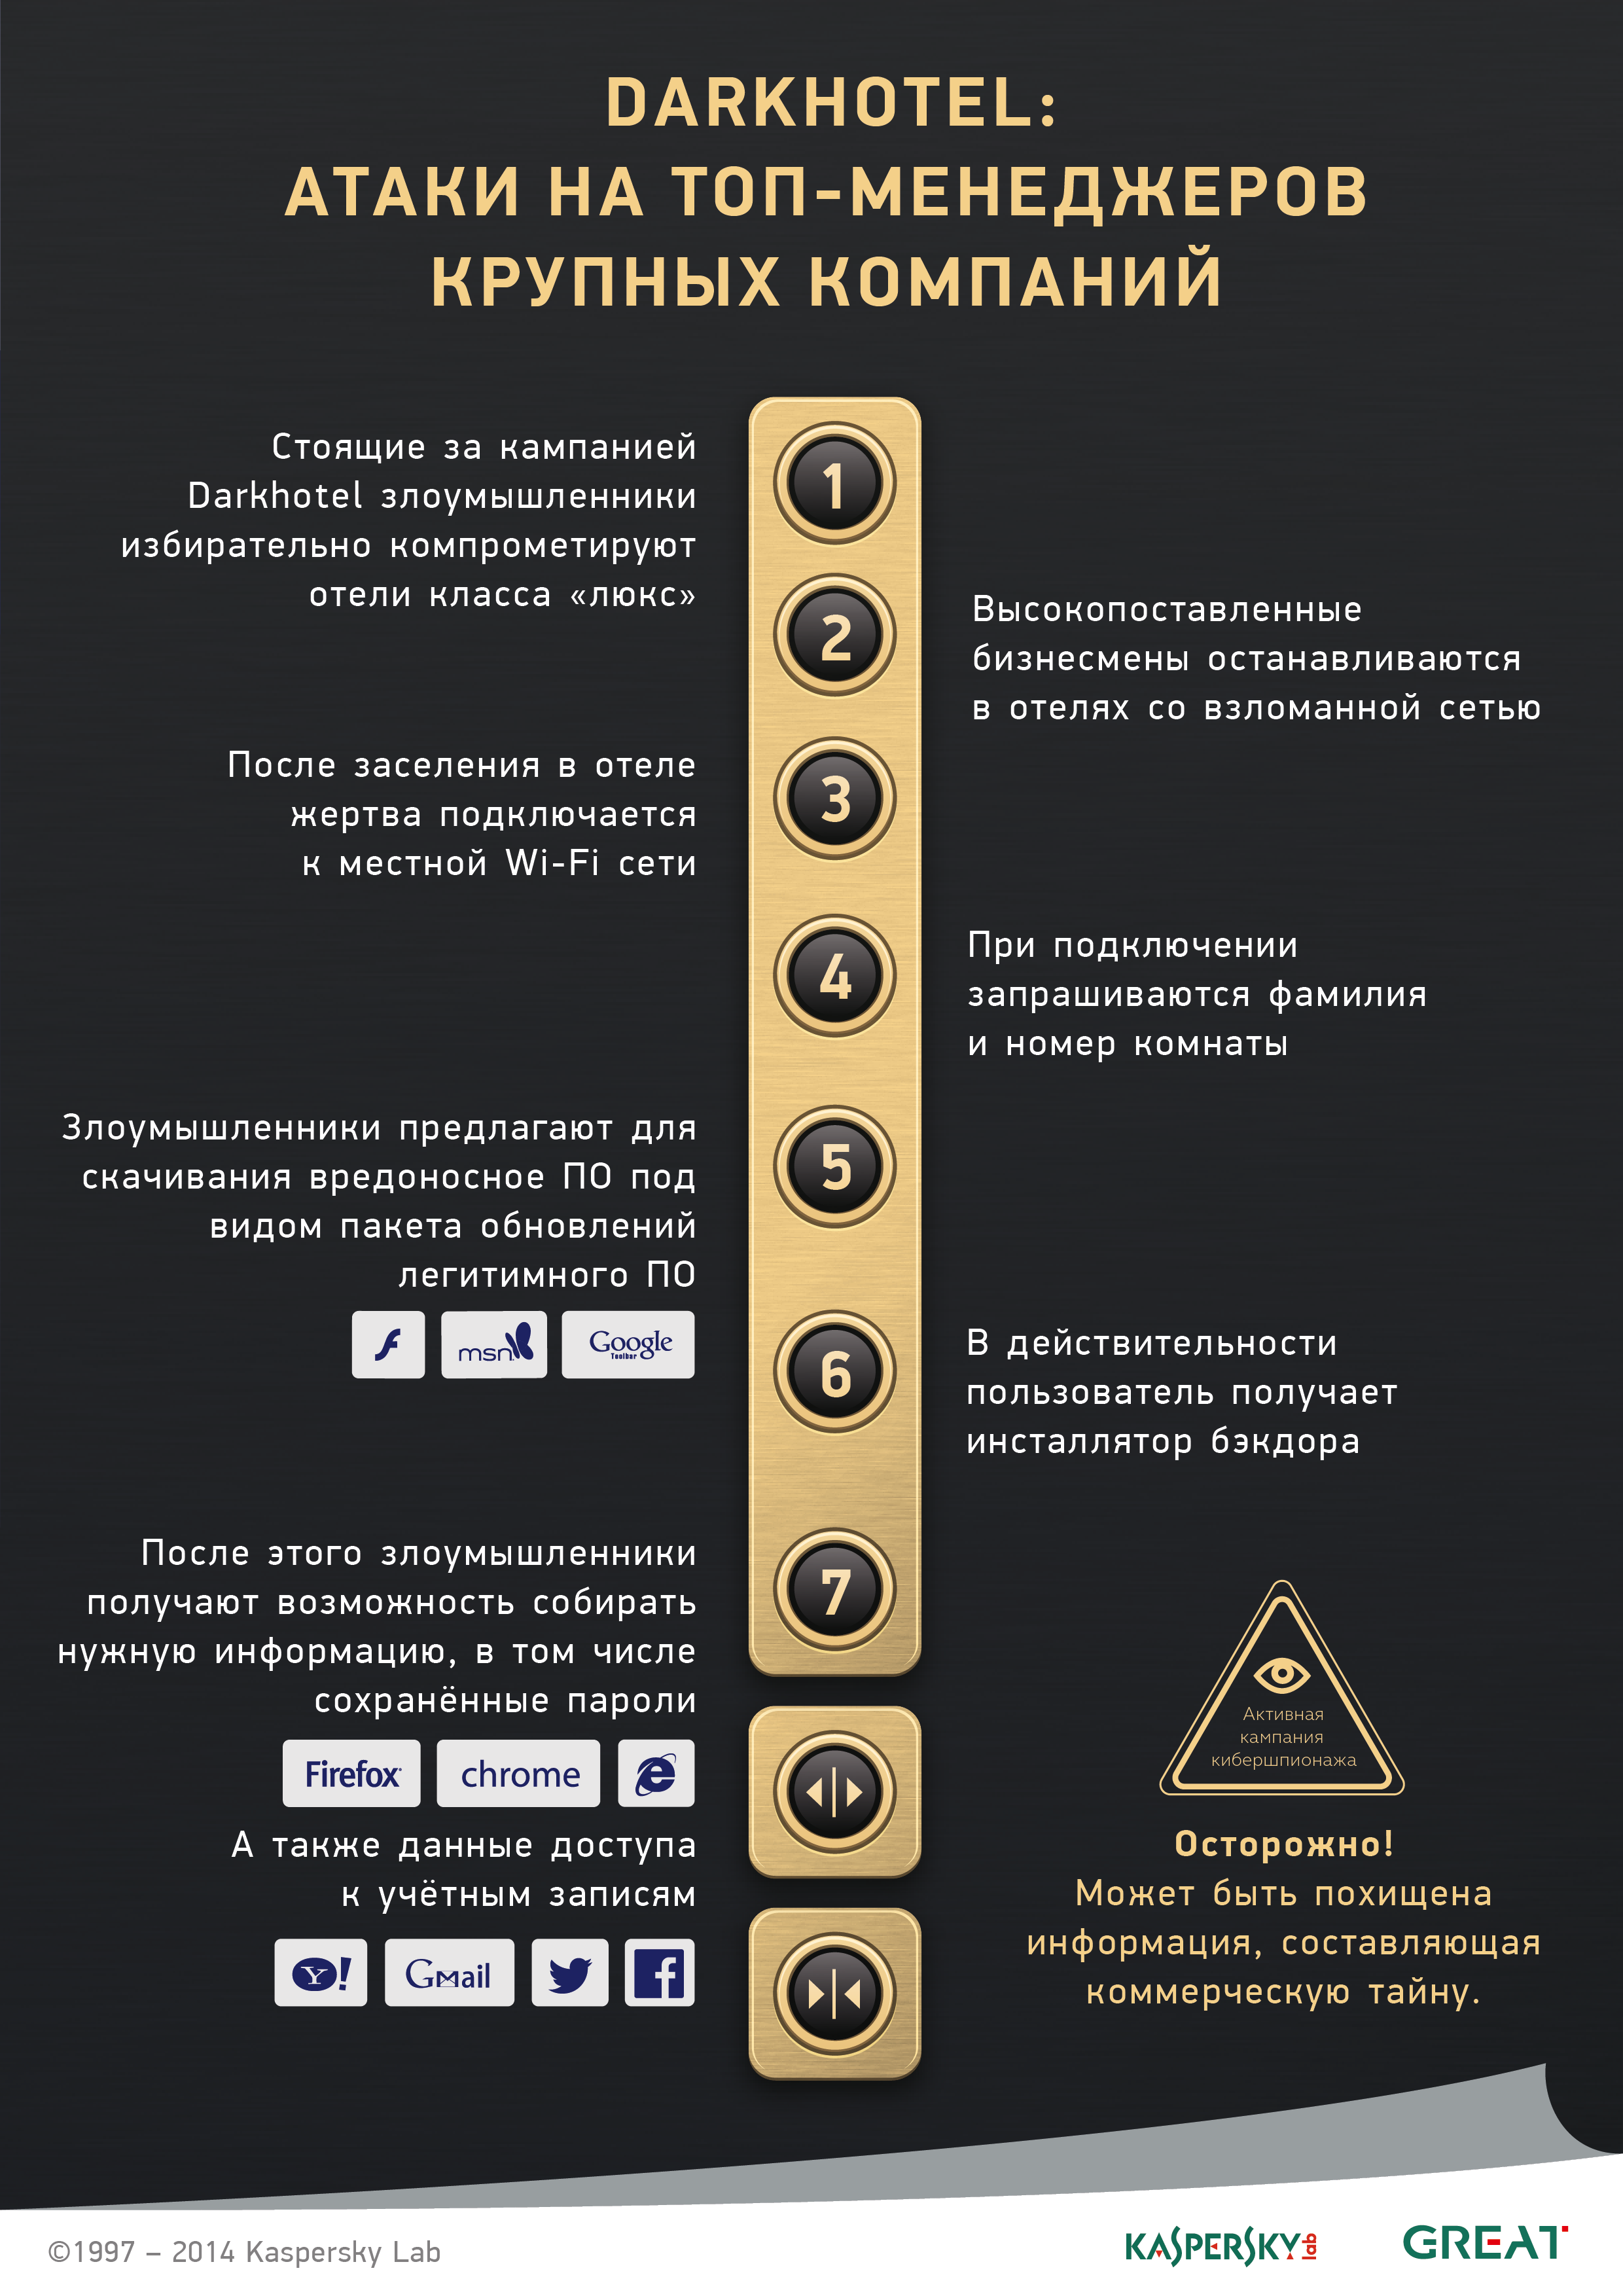 DARKHOTEL:
АТАКИ НА ТОП-МЕНЕДЖЕРОВ
КРУПНЫХ КОМПАНИЙ
1
Стоящие за кампанией
Darkhotel злоумышленники
избирательно компрометируют
отели класса «люкс»
2
Высокопоставленные
бизнесмены останавливаются
в отелях со взломанной сетью
3
После заселения в отеле
жертва подключается
к местной Wi-Fi сети
4
При подключении
запрашиваются фамилия
и номер комнаты
5
Злоумышленники предлагают для
скачивания вредоносное ПО под
видом пакета обновлений
легитимного ПО
msn
Google
Toolbar
6
В действительности
пользователь получает
инсталлятор бэкдора
7
После этого злоумышленники
получают возможность собирать
нужную информацию, в том числе
сохранённые пароли
Firefox
chrome
А также данные доступа
к учётным записям
Y!
Gmail
f
Активная
кампания
кибершпионажа
Осторожно!
Может быть похищена
информация, составляющая
коммерческую тайну.
©1997 – 2014 Kaspersky Lab
KASPERSKY lab
GREAT